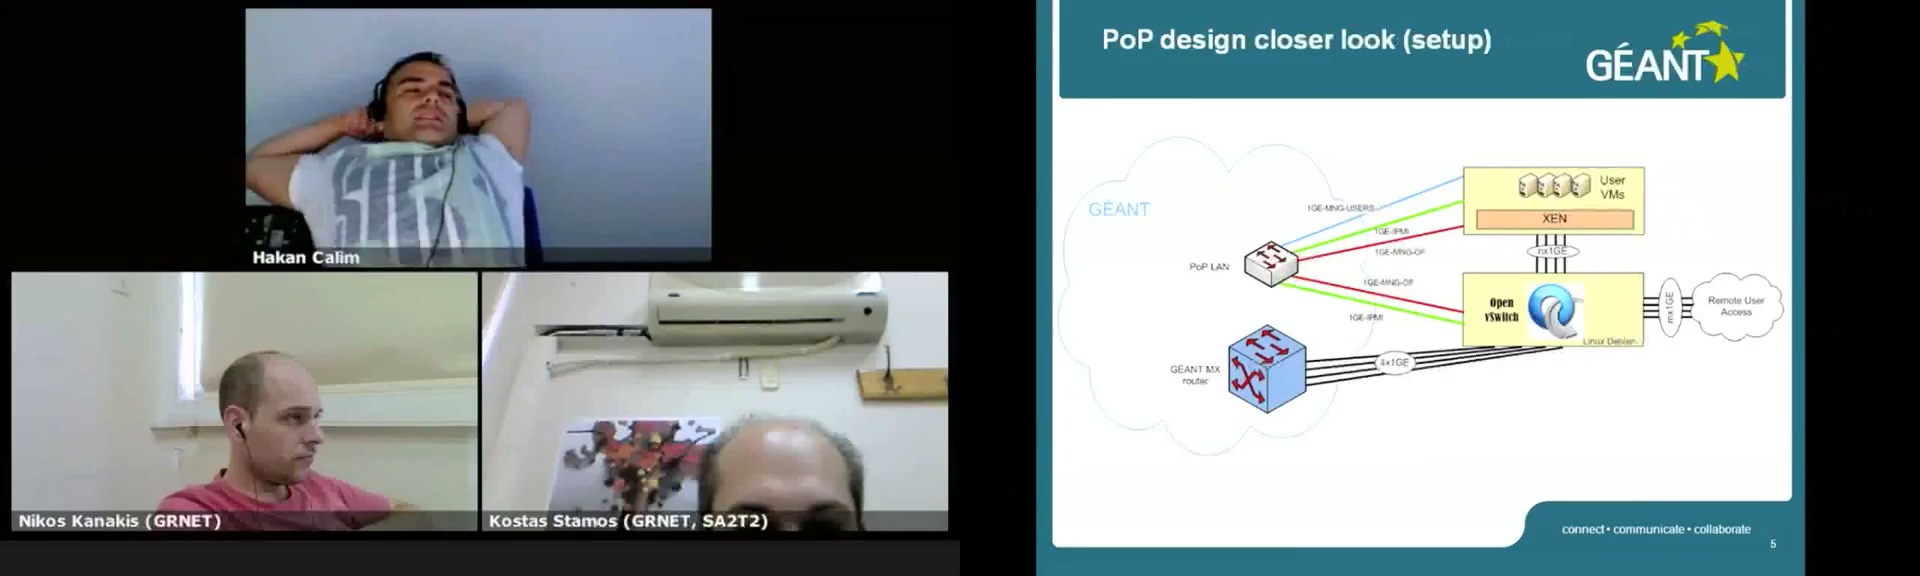 Hakan Calim
Nikos Kanakis (GRNET)
Kostas Stamos (GRNET, SA2T2)
PoP design closer look (setup)
GÉANT
GÉANT
1GE-MNG-USERS
1GE-IPMI
1GE-MNG-OF
PoP LAN
1GE-MNG-OF
1GE-IPMI
User
VMs
XEN
nx1GE
Open
vSwitch
Linux Debian
mx1GE
Remote User
Access
GÉANT MX
router
4x1GE
connect • communicate • collaborate
5